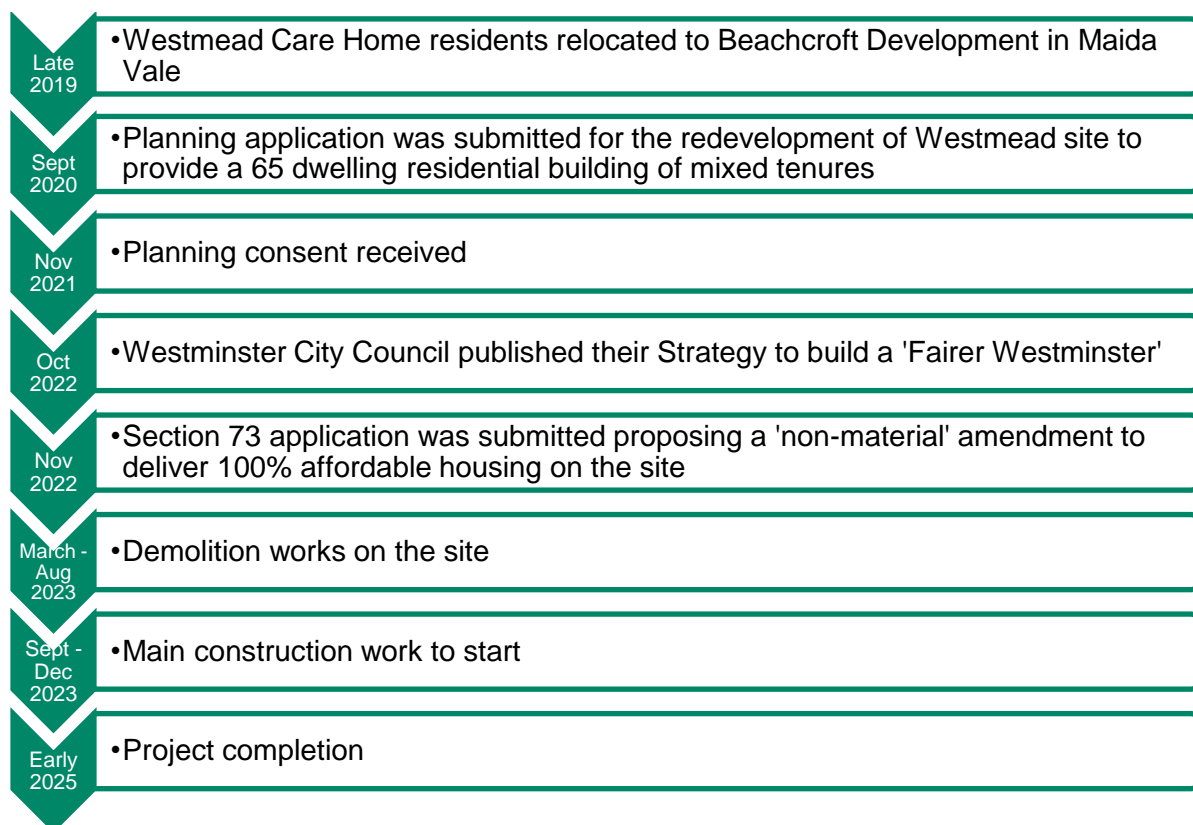 Late
2019
•Westmead Care Home residents relocated to Beachcroft Development in Maida
Vale
Sept
2020
•Planning application was submitted for the redevelopment of Westmead site to
provide a 65 dwelling residential building of mixed tenures
Nov
2021
•Planning consent received
Oct
2022
•Westminster City Council published their Strategy to build a 'Fairer Westminster'
Nov
2022
•Section 73 application was submitted proposing a 'non-material' amendment to
deliver 100% affordable housing on the site
March -
Aug
2023
•Demolition works on the site
Sept -
Dec
2023
•Main construction work to start
Early
2025
•Project completion